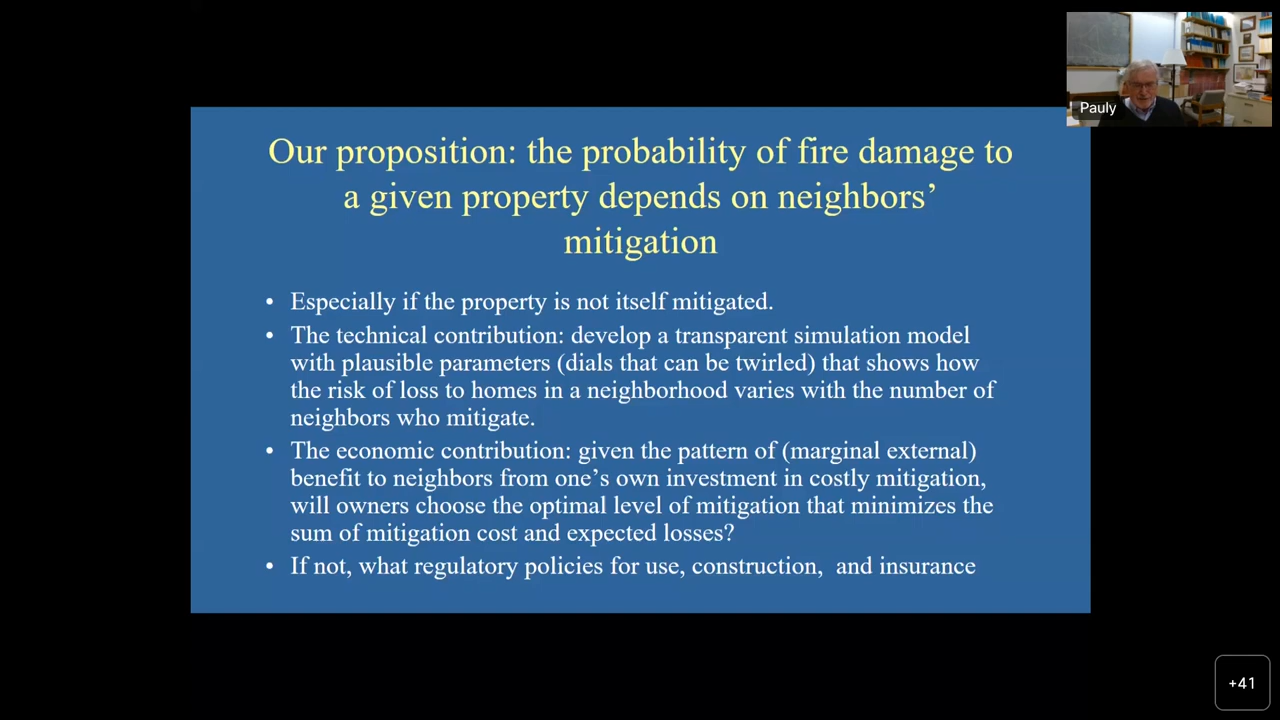 Our proposition: the probability of fire damage to
a given property depends on neighbors’
mitigation
• Especially if the property is not itself mitigated.
• The technical contribution: develop a transparent simulation model
with plausible parameters (dials that can be twirled) that shows how
the risk of loss to homes in a neighborhood varies with the number of
neighbors who mitigate.
• The economic contribution: given the pattern of (marginal external)
benefit to neighbors from one’s own investment in costly mitigation,
will owners choose the optimal level of mitigation that minimizes the
sum of mitigation cost and expected losses?
• If not, what regulatory policies for use, construction,  and insurance
Pauly
+41